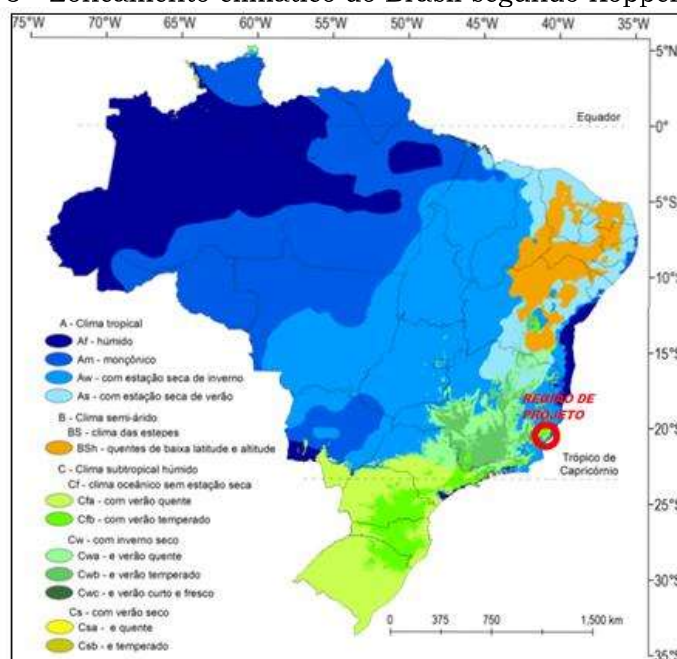 Zoneamento climático do Brasil segundo Köppen
75°W 70°W 65°W 60°W 55°W 50°W 45°W 40°W 35°W
5°N
Equador
0°
5°S
10°S
15°S
20°S
25°S
30°S
35°S
REGIÃO DE
PROJETO
Trópico de
Capricórnio
A - Clima tropical
Af - húmido
Am - monçônico
Aw - com estação seca de inverno
As - com estação seca de verão
B - Clima semi-árido
BS - clima das estepes
BSh - quentes de baixa latitude e altitude
C - Clima subtropical húmido
Cf - clima oceânico sem estação seca
Cfa - com verão quente
Cfb - com verão temperado
Cw - com inverno seco
Cwa - e verão quente
Cwb - e verão temperado
Cwc - e verão curto e fresco
Cs - com verão seco
Csa - e quente
Csb - e temperado
0 375 750 1,500 km